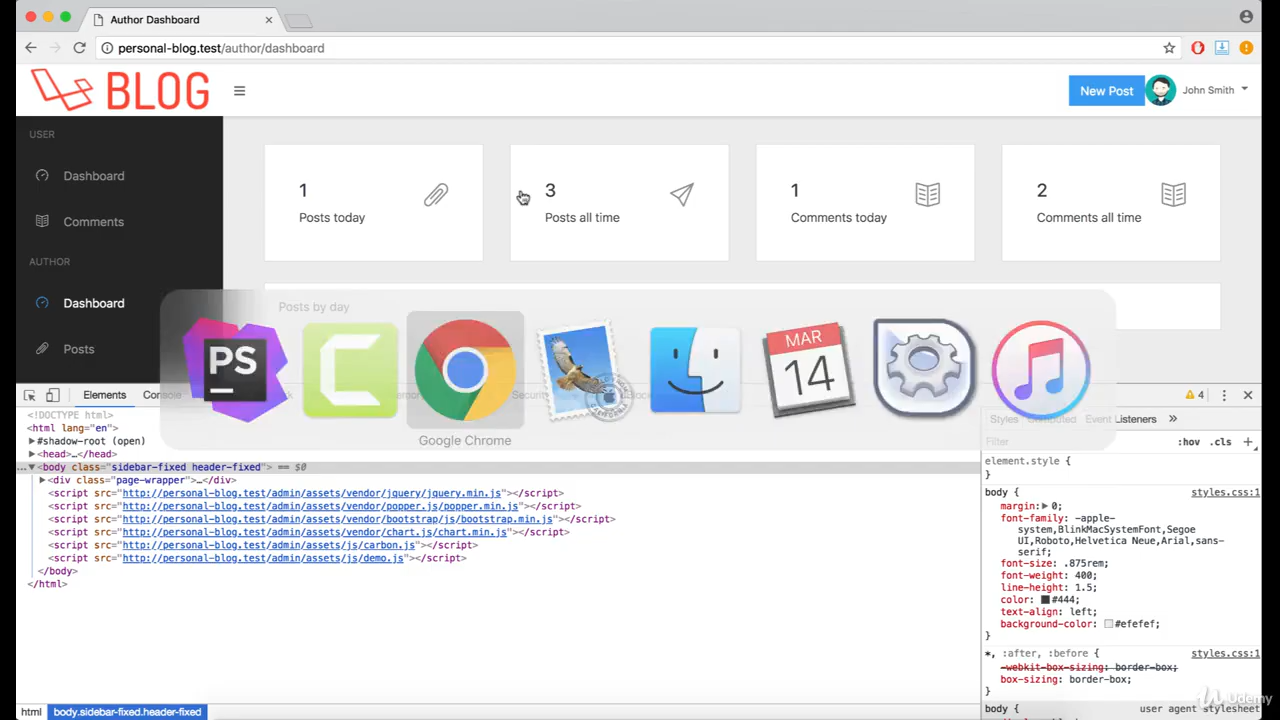 Author Dashboard
personal-blog.test/author/dashboard
BLOG
New Post
John Smith
USER
Dashboard
Comments
AUTHOR
Dashboard
Posts
1
Posts today
3
Posts all time
1
Comments today
2
Comments all time
Posts by day
PS
MAR
14
Google Chrome
Elements
Styles
Computed
Event Listeners
4
<!DOCTYPE html>
<html lang="en">
#shadow-root (open)
<head>…</head>
…<body class="sidebar-fixed header-fixed"> == $0
<div class="page-wrapper">…</div>
<script src="http://personal-blog.test/admin/assets/vendor/jquery/jquery.min.js"></script>
<script src="http://personal-blog.test/admin/assets/vendor/popper.js/popper.min.js"></script>
<script src="http://personal-blog.test/admin/assets/vendor/bootstrap/js/bootstrap.min.js"></script>
<script src="http://personal-blog.test/admin/assets/vendor/chart.js/chart.min.js"></script>
<script src="http://personal-blog.test/admin/assets/js/carbon.js"></script>
<script src="http://personal-blog.test/admin/assets/js/demo.js"></script>
</body>
</html>
html body.sidebar-fixed.header-fixed
Filter :hov .cls +
element.style {
}
body { styles.css:1
margin: 0;
font-family: -apple-
system,BlinkMacSystemFont,Segoe
UI,Roboto,Helvetica Neue,Arial,sans-
serif;
font-size: .875rem;
font-weight: 400;
line-height: 1.5;
color: #444;
text-align: left;
background-color: #efefef;
}
*, :after, :before { styles.css:1
-webkit-box-sizing: border-box;
box-sizing: border-box;
}
body { user agent stylesheet
Udemy